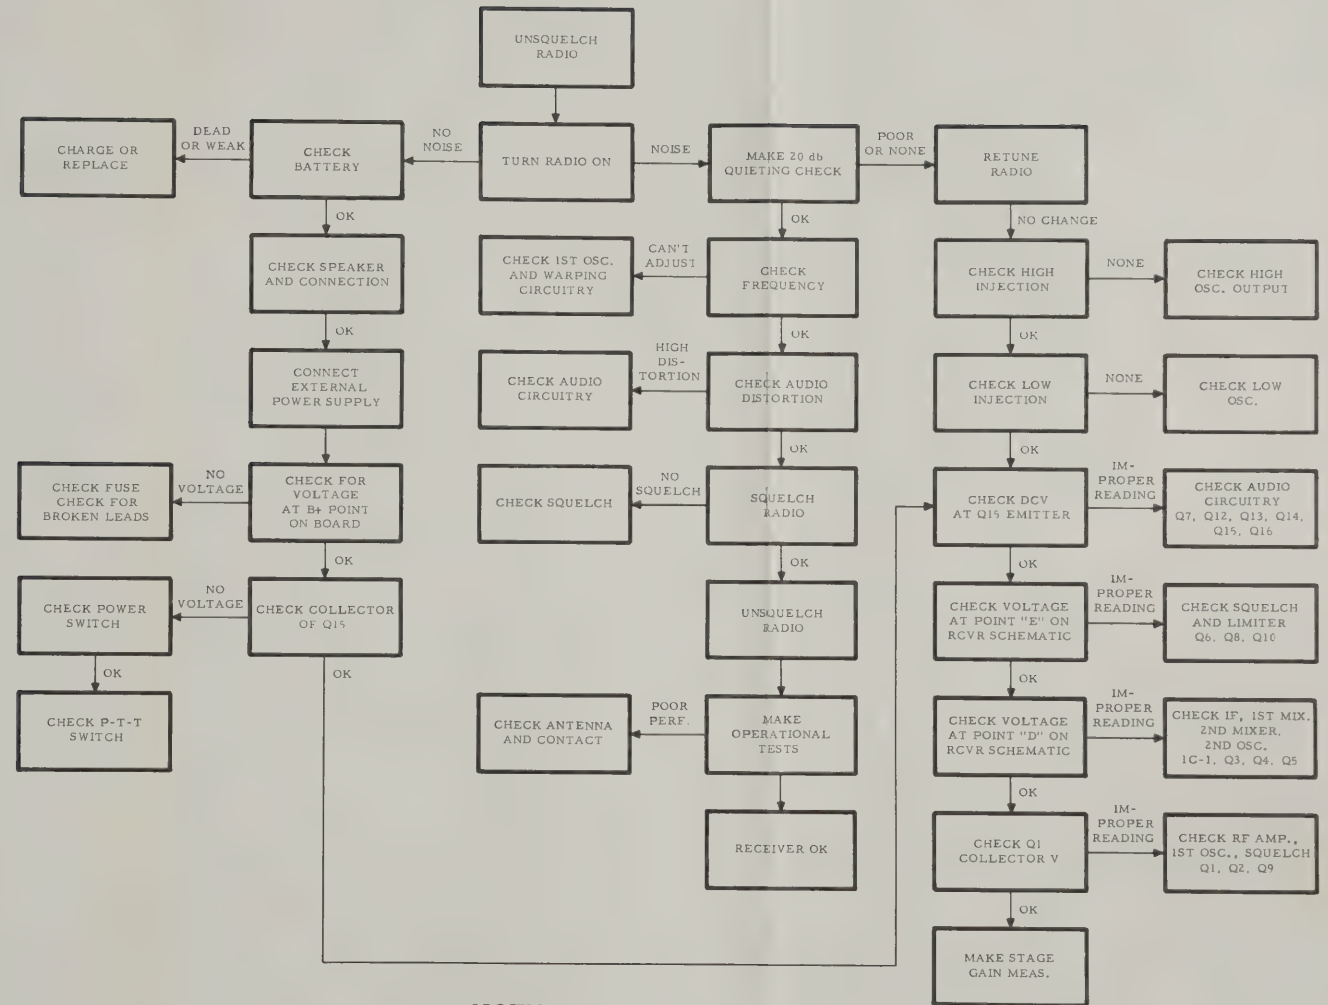 UNSQUELCH
RADIO
CHARGE OR
REPLACE
DEAD
OR WEAK
CHECK
BATTERY
NO
NOISE
TURN RADIO ON
NOISE
MAKE 20 db
QUIETING CHECK
POOR
OR NONE
RETUNE
RADIO
OK
OK
NO CHANGE
CHECK SPEAKER
AND CONNECTION
CHECK 1ST OSC.
AND WARPING
CIRCUITRY
CAN'T
ADJUST
CHECK
FREQUENCY
CHECK HIGH
INJECTION
NONE
CHECK HIGH
OSC. OUTPUT
OK
OK
OK
CONNECT
EXTERNAL
POWER SUPPLY
CHECK AUDIO
CIRCUITRY
HIGH
DIS-
TORTION
CHECK AUDIO
DISTORTION
CHECK LOW
INJECTION
NONE
CHECK LOW
OSC.
OK
OK
CHECK FUSE
CHECK FOR
BROKEN LEADS
NO
VOLTAGE
CHECK FOR
VOLTAGE
AT B+ POINT
ON BOARD
CHECK SQUELCH
NO
SQUELCH
SQUELCH
RADIO
CHECK DCV
AT Q15 EMITTER
IM-
PROPER
READING
CHECK AUDIO
CIRCUITRY
Q7, Q12, Q13, Q14,
Q15, Q16
OK
OK
OK
CHECK POWER
SWITCH
NO
VOLTAGE
CHECK COLLECTOR
OF Q15
UNSQUELCH
RADIO
CHECK VOLTAGE
AT POINT "E" ON
RCVR SCHEMATIC
IM-
PROPER
READING
CHECK SQUELCH
AND LIMITER
Q6, Q8, Q10
OK
OK
OK
CHECK P-T-T
SWITCH
CHECK ANTENNA
AND CONTACT
POOR
PERF.
MAKE
OPERATIONAL
TESTS
CHECK VOLTAGE
AT POINT "D" ON
RCVR SCHEMATIC
IM-
PROPER
READING
CHECK IF, 1ST MIX.
2ND MIXER,
2ND OSC.
1C-1, Q3, Q4, Q5
OK
RECEIVER OK
CHECK Q1
COLLECTOR V
IM-
PROPER
READING
CHECK RF AMP.,
1ST OSC., SQUELCH
Q1, Q2, Q9
OK
MAKE STAGE
GAIN MEAS.